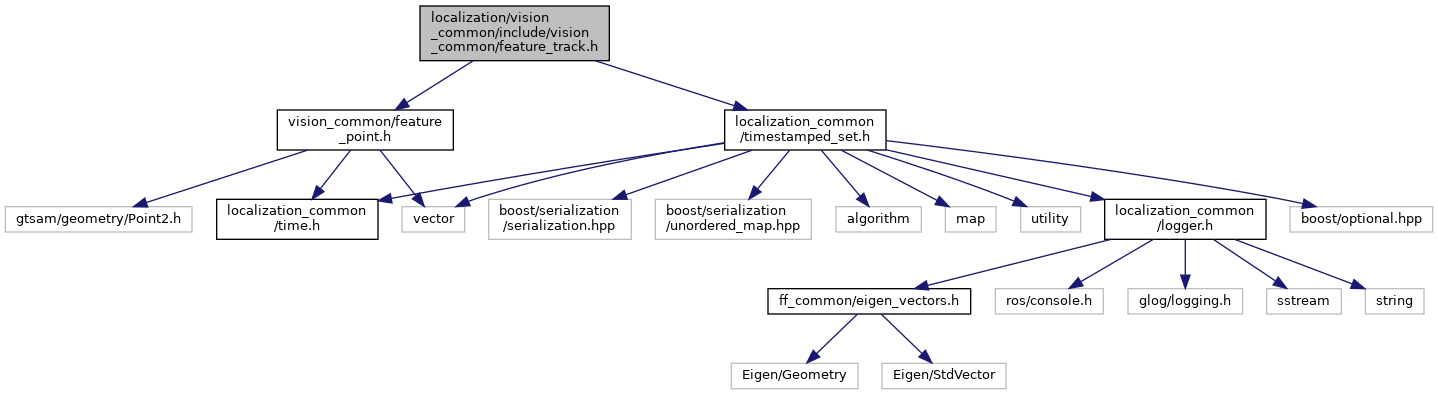 localization/vision
_common/include/vision
_common/feature_track.h
vision_common/feature
_point.h
localization_common
/timestamped_set.h
gtsam/geometry/Point2.h
localization_common
/time.h
vector
boost/serialization
/serialization.hpp
boost/serialization
/unordered_map.hpp
algorithm
map
utility
localization_common
/logger.h
boost/optional.hpp
ff_common/eigen_vectors.h
ros/console.h
glog/logging.h
sstream
string
Eigen/Geometry
Eigen/StdVector